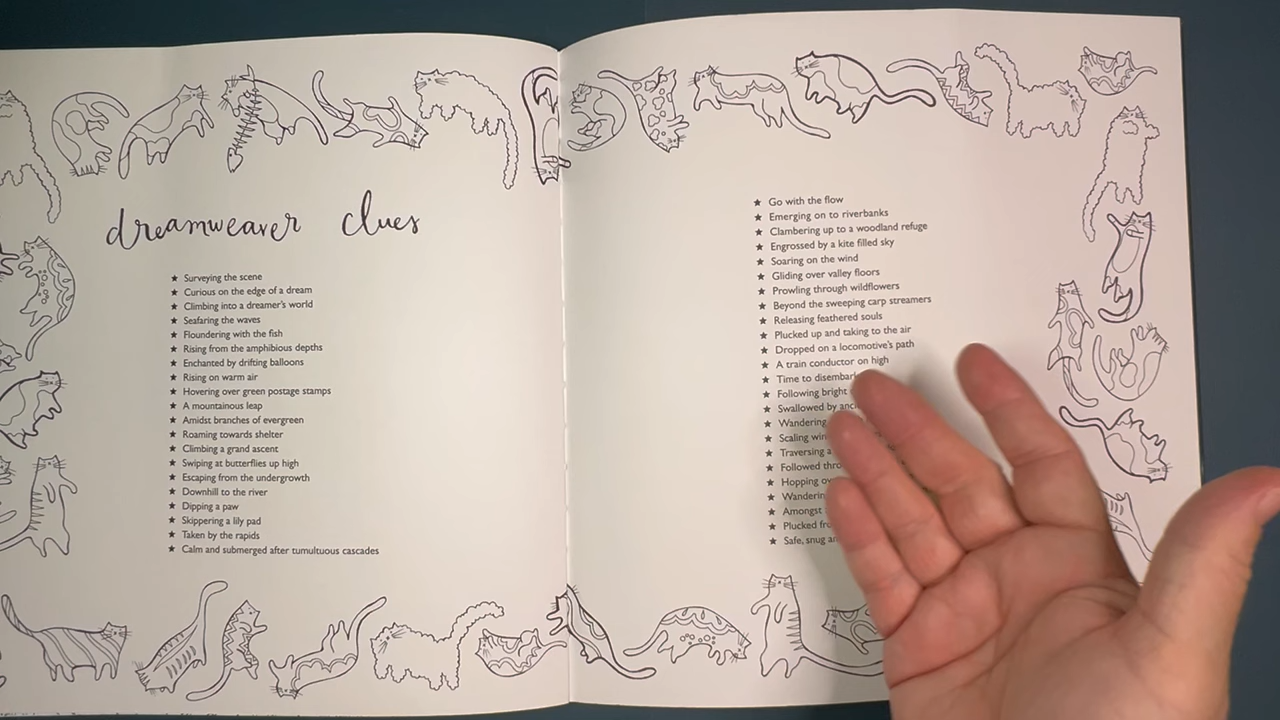 dreamweaver clues
★ Surveying the scene
★ Curious on the edge of a dream
★ Climbing into a dreamer's world
★ Seafaring the waves
★ Floundering with the fish
★ Rising from the amphibious depths
★ Enchanted by drifting balloons
★ Rising on warm air
★ Hovering over green postage stamps
★ A mountainous leap
★ Amidst branches of evergreen
★ Roaming towards shelter
★ Climbing a grand ascent
★ Swiping at butterflies up high
★ Escaping from the undergrowth
★ Downhill to the river
★ Dipping a paw
★ Skippering a lily pad
★ Taken by the rapids
★ Calm and submerged after tumultuous cascades
★ Go with the flow
★ Emerging on to riverbanks
★ Clambering up to a woodland refuge
★ Engrossed by a kite filled sky
★ Soaring on the wind
★ Gliding over valley floors
★ Prowling through wildflowers
★ Beyond the sweeping carp streamers
★ Releasing feathered souls
★ Plucked up and taking to the air
★ Dropped on a locomotive's path
★ A train conductor on high
★ Time to disembark
★ Following bright
★ Swallowed by
★ Wandering
★ Scaling
★ Traversing
★ Followed
★ Hopping
★ Wandering
★ Amongst
★ Plucked
★ Safe, snug